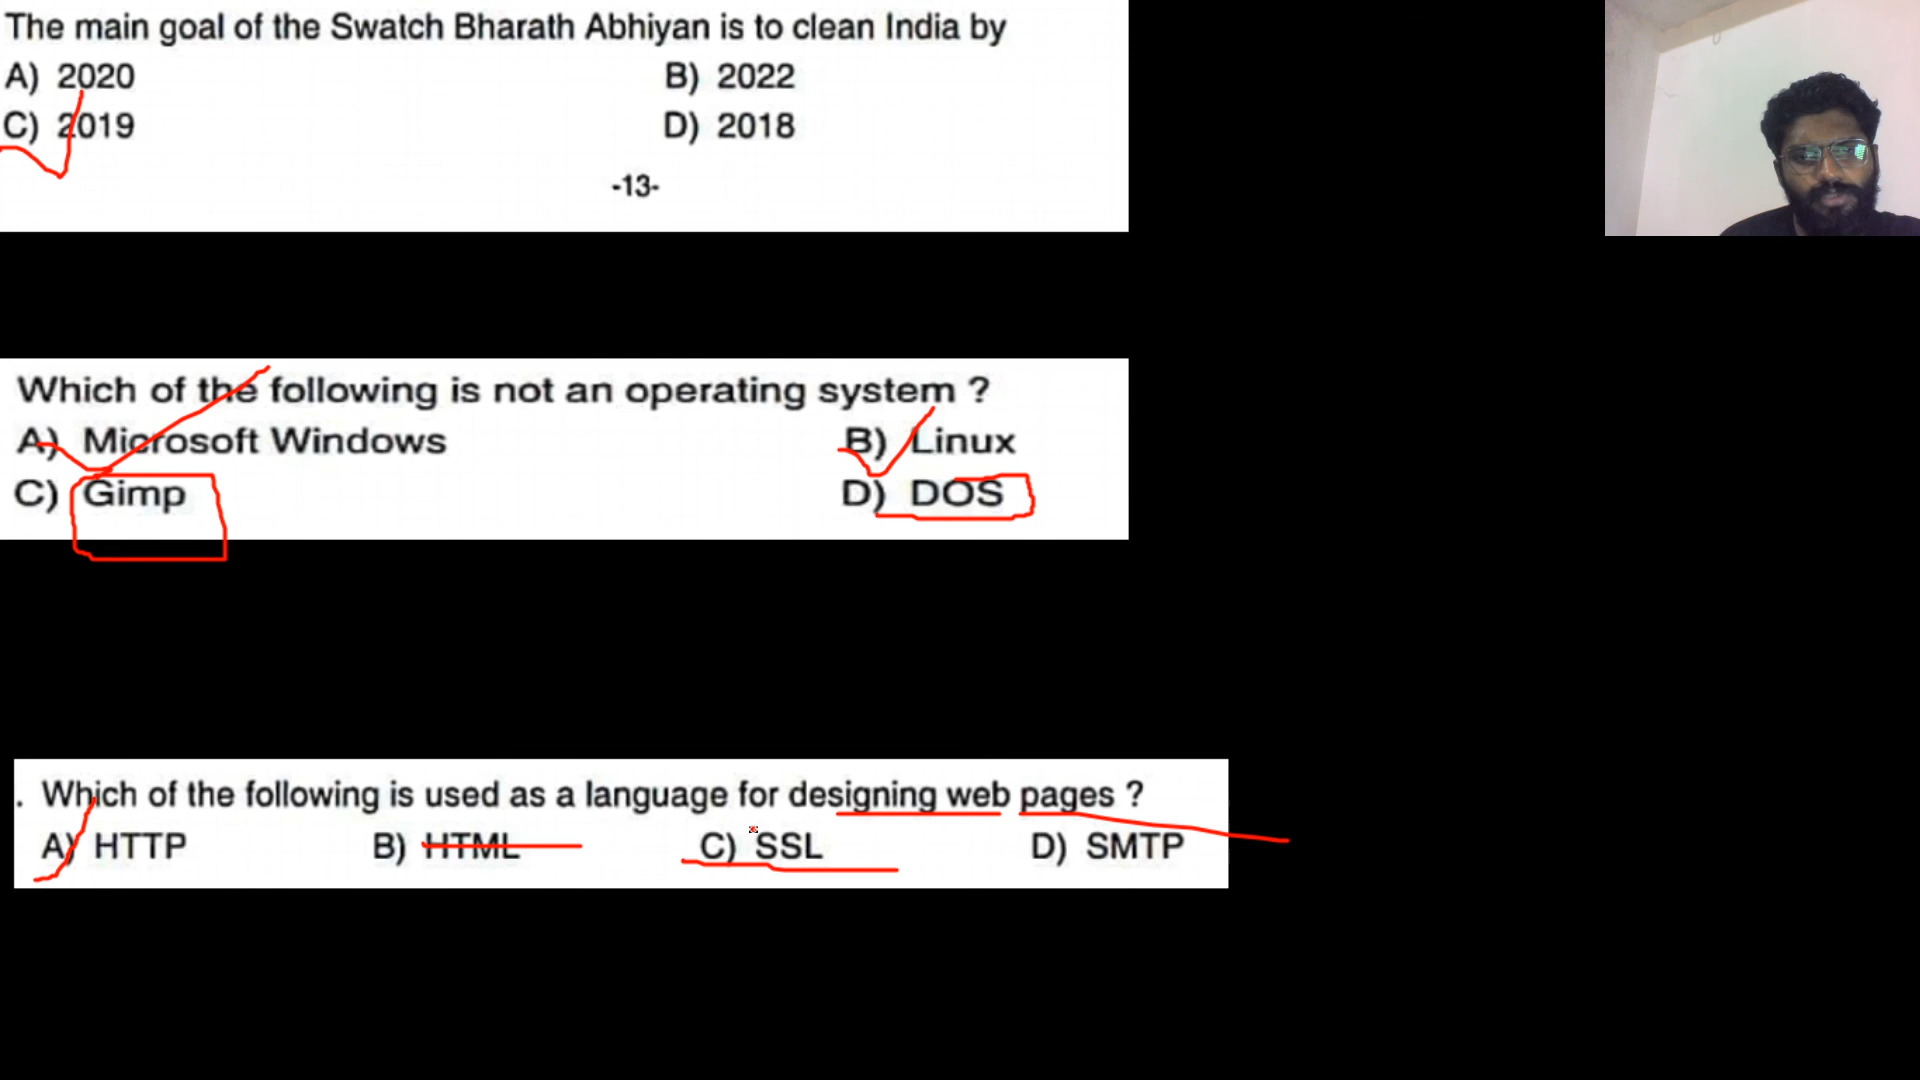 The main goal of the Swatch Bharath Abhiyan is to clean India by
A) 2020 B) 2022
C) 2019 D) 2018
-13-
Which of the following is not an operating system ?
A) Microsoft Windows B) Linux
C) Gimp D) DOS
. Which of the following is used as a language for designing web pages ?
A) HTTP B) HTML C) SSL D) SMTP